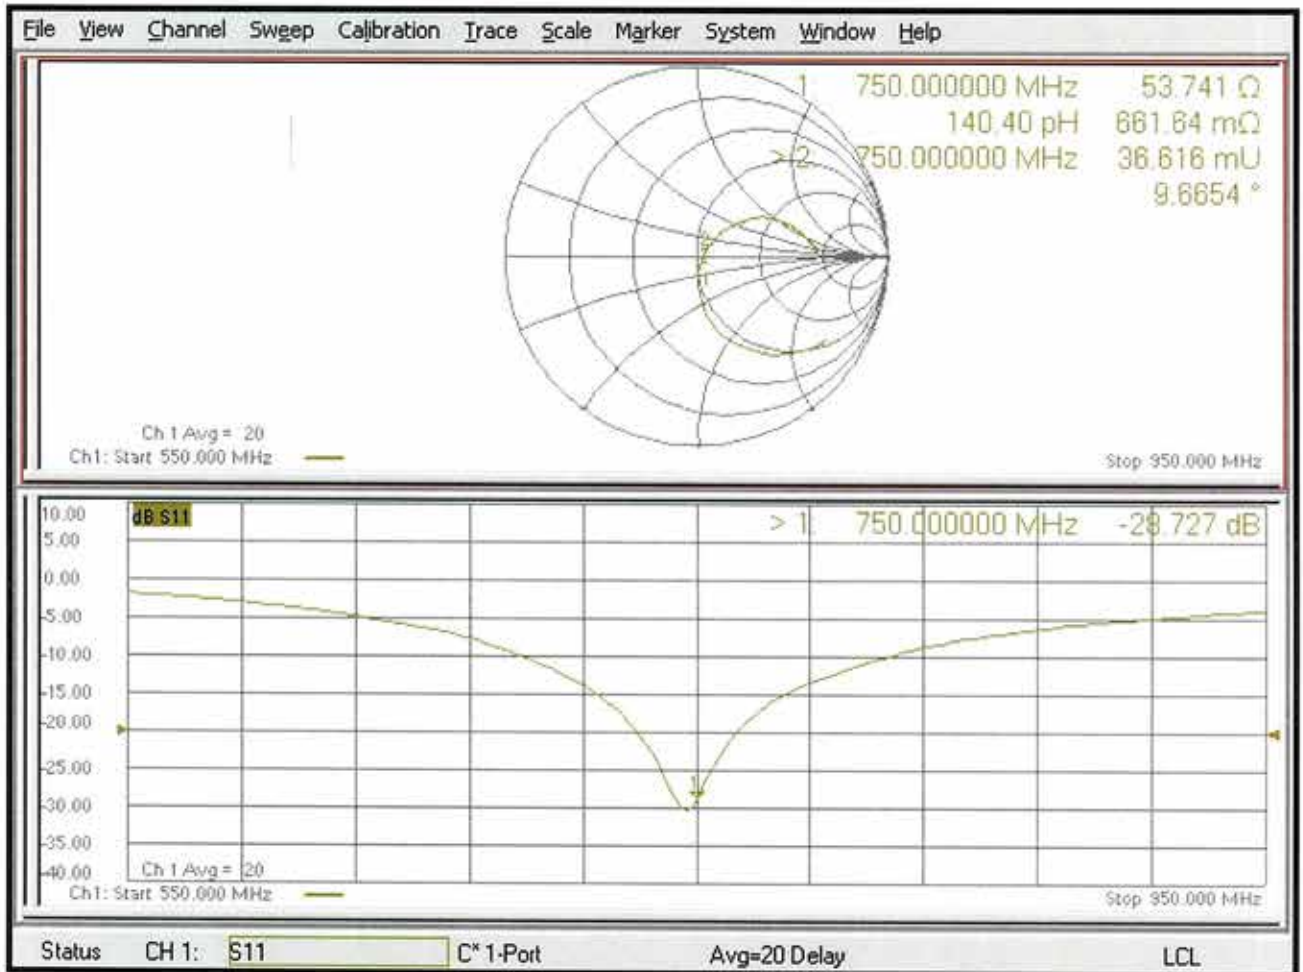 File View Channel Sweep Calibration Trace Scale Marker System Window Help
1 750.000000 MHz 53.741 Ω
140.40 pH 661.64 mΩ
> 2 750.000000 MHz 36.616 mU
9.6654 °
Ch 1 Avg = 20
Ch1: Start 550.000 MHz
Stop 950.000 MHz
10.00
dB S11
> 1 750.000000 MHz -28.727 dB
5.00
0.00
-5.00
-10.00
-15.00
-20.00
-25.00
1
-30.00
-35.00
-40.00
Ch 1 Avg = 20
Ch1: Start 550.000 MHz
Stop 950.000 MHz
Status CH 1: S11 C* 1-Port Avg=20 Delay LCL